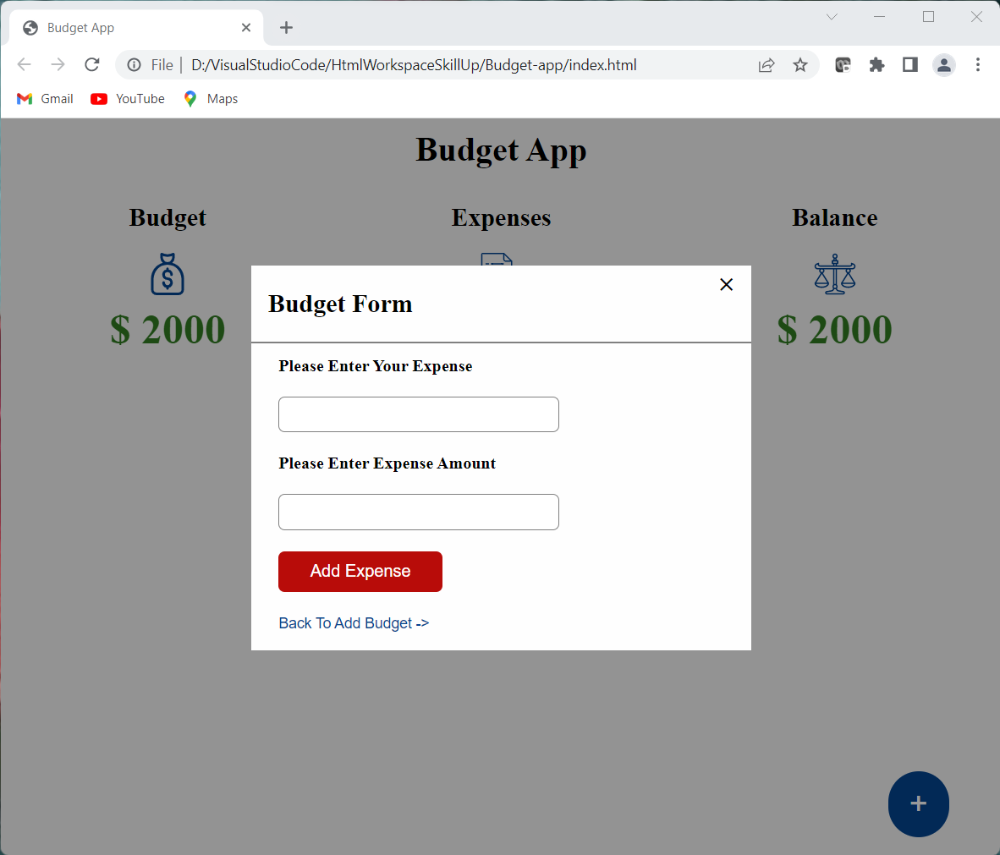 Budget App
File | D:/VisualStudioCode/HtmlWorkspaceSkillUp/Budget-app/index.html
Gmail YouTube Maps
Budget App
Budget Expenses Balance
$
$ 2000 $ 2000
Budget Form
Please Enter Your Expense
Please Enter Expense Amount
Add Expense
Back To Add Budget ->
+